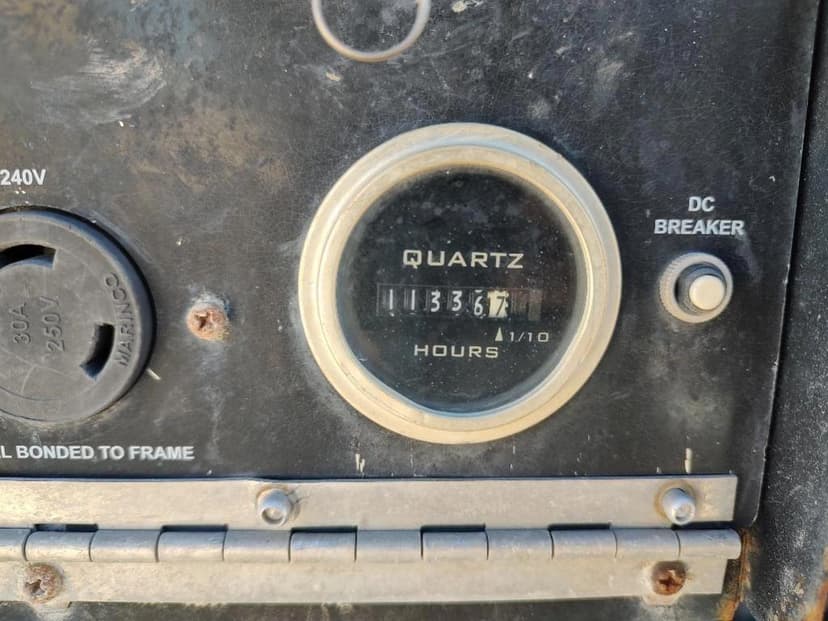 240V
30A
250V
MARINCO
QUARTZ
113367
1/10
HOURS
DC
BREAKER
L BONDED TO FRAME